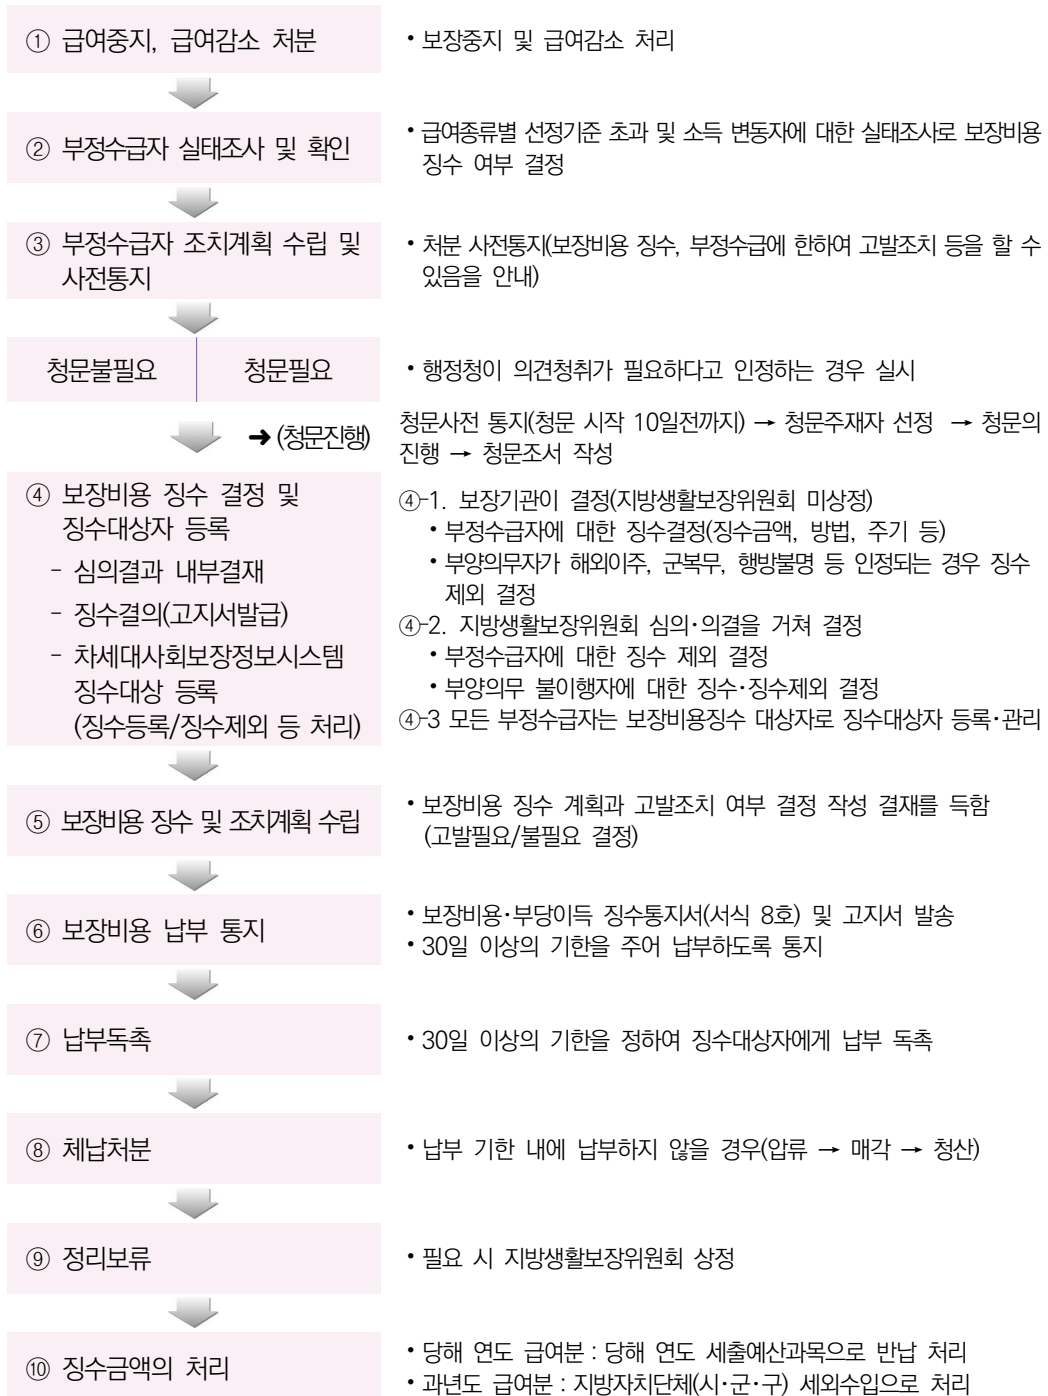 ① 급여중지, 급여감소 처분
• 보장중지 및 급여감소 처리
② 부정수급자 실태조사 및 확인
• 급여종류별 선정기준 초과 및 소득 변동자에 대한 실태조사로 보장비용
징수 여부 결정
③ 부정수급자 조치계획 수립 및
사전통지
• 처분 사전통지(보장비용 징수, 부정수급에 한하여 고발조치 등을 할 수
있음을 안내)
청문불필요
청문필요
• 행정청이 의견청취가 필요하다고 인정하는 경우 실시
➜ (청문진행)
청문사전 통지(청문 시작 10일전까지) → 청문주재자 선정 → 청문의
진행 → 청문조서 작성
④ 보장비용 징수 결정 및
징수대상자 등록
- 심의결과 내부결재
- 징수결의(고지서발급)
- 차세대사회보장정보시스템
징수대상 등록
(징수등록/징수제외 등 처리)
④-1. 보장기관이 결정(지방생활보장위원회 미상정)
• 부정수급자에 대한 징수결정(징수금액, 방법, 주기 등)
• 부양의무자가 해외이주, 군복무, 행방불명 등 인정되는 경우 징수
제외 결정
④-2. 지방생활보장위원회 심의·의결을 거쳐 결정
• 부정수급자에 대한 징수 제외 결정
• 부양의무 불이행자에 대한 징수·징수제외 결정
④-3 모든 부정수급자는 보장비용징수 대상자로 징수대상자 등록·관리
⑤ 보장비용 징수 및 조치계획 수립
• 보장비용 징수 계획과 고발조치 여부 결정 작성 결재를 득함
(고발필요/불필요 결정)
⑥ 보장비용 납부 통지
• 보장비용·부당이득 징수통지서(서식 8호) 및 고지서 발송
• 30일 이상의 기한을 주어 납부하도록 통지
⑦ 납부독촉
• 30일 이상의 기한을 정하여 징수대상자에게 납부 독촉
⑧ 체납처분
• 납부 기한 내에 납부하지 않을 경우(압류 → 매각 → 청산)
⑨ 정리보류
• 필요 시 지방생활보장위원회 상정
⑩ 징수금액의 처리
• 당해 연도 급여분 : 당해 연도 세출예산과목으로 반납 처리
• 과년도 급여분 : 지방자치단체(시·군·구) 세외수입으로 처리